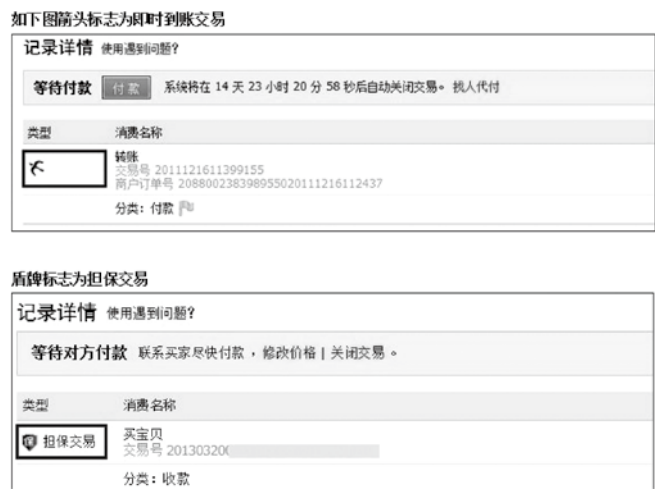 如下图箭头标志为即时到账交易
记录详情 使用遇到问题?
等待付款 付款 系统将在 14 天 23 小时 20 分 58 秒后自动关闭交易。 找人代付
类型 消费名称
转账
交易号 2011121611399155
商户订单号 208800238398955020111216112437
分类：付款
盾牌标志为担保交易
记录详情 使用遇到问题?
等待对方付款 联系买家尽快付款，修改价格 | 关闭交易。
类型 消费名称
担保交易 买宝贝
交易号 20130320
分类：收款